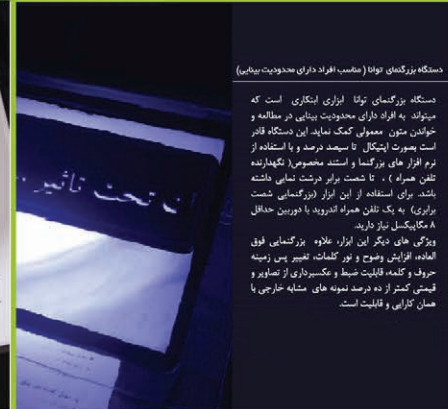 دستگاه بزرگنمای توانا ( مناسب افراد دارای محدودیت بینایی)
دستگاه بزرگنمای توانا ابزاری ابتکاری است که
میتواند به افراد دارای محدودیت بینایی در مطالعه و
خواندن متون معمولی کمک نماید. این دستگاه قادر
است بصورت اپتیکال تا سیصد درصد و با استفاده از
نرم افزار های بزرگنما و استند مخصوص( نگهدارنده
تلفن همراه ) ، تا شصت برابر درشت نمایی داشته
باشد. برای استفاده از این ابزار (بزرگنمایی شصت
برابری) به یک تلفن همراه اندروید با دوربین حداقل
۸ مگاپیکسل نیاز دارید.
ویژگی های دیگر این ابزار، علاوه بزرگنمایی فوق
العاده، افزایش وضوح و نور کلمات، تغییر پس زمینه
حروف و کلمه، قابلیت ضبط و عکسبرداری از تصاویر و
قیمتی کمتر از ده درصد نمونه های مشابه خارجی با
همان کارایی و قابلیت است.
تحت تاثیر ..